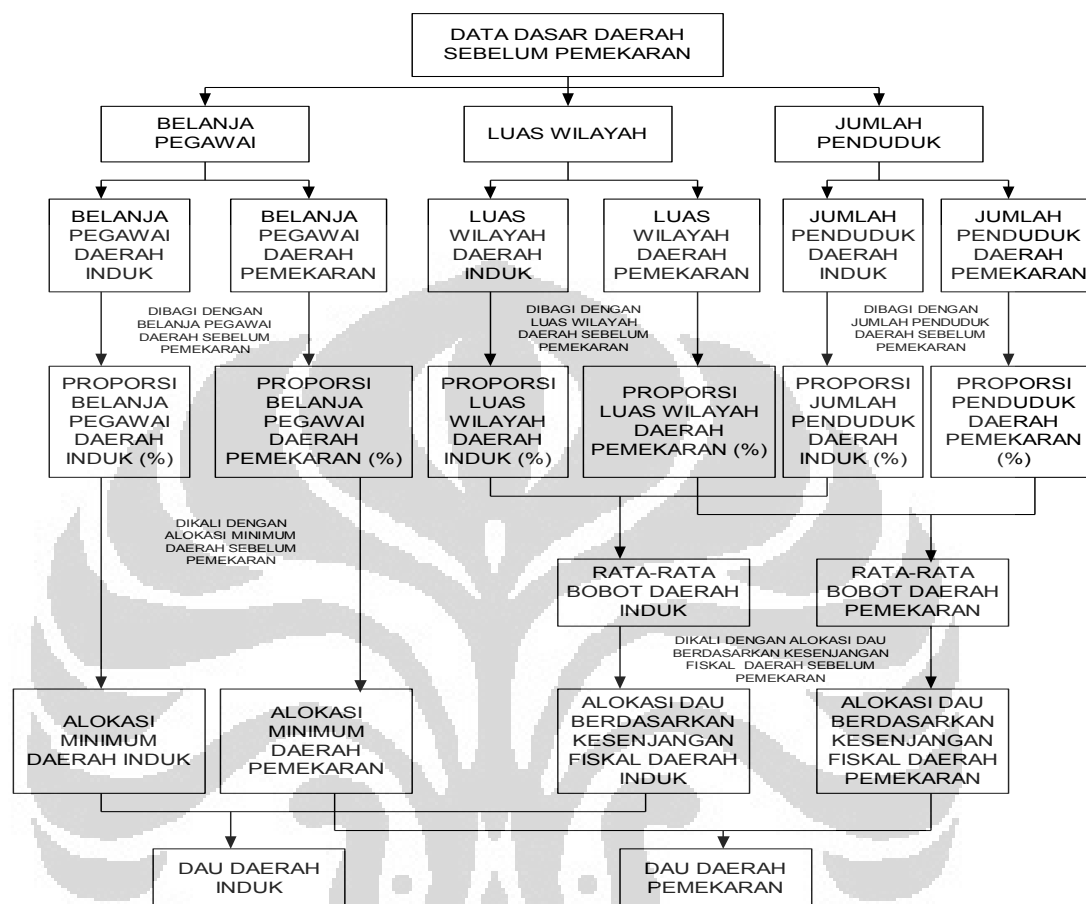 DATA DASAR DAERAH
SEBELUM PEMEKARAN
BELANJA
PEGAWAI
LUAS WILAYAH
JUMLAH
PENDUDUK
BELANJA
PEGAWAI
DAERAH
INDUK
BELANJA
PEGAWAI
DAERAH
PEMEKARAN
LUAS
WILAYAH
DAERAH
INDUK
LUAS
WILAYAH
DAERAH
PEMEKARAN
JUMLAH
PENDUDUK
DAERAH
INDUK
JUMLAH
PENDUDUK
DAERAH
PEMEKARAN
DIBAGI DENGAN
BELANJA PEGAWAI
DAERAH SEBELUM
PEMEKARAN
DIBAGI DENGAN
LUAS WILAYAH
DAERAH SEBELUM
PEMEKARAN
DIBAGI DENGAN
JUMLAH PENDUDUK
DAERAH SEBELUM
PEMEKARAN
PROPORSI
BELANJA
PEGAWAI
DAERAH
INDUK (%)
PROPORSI
BELANJA
PEGAWAI
DAERAH
PEMEKARAN (%)
PROPORSI
LUAS
WILAYAH
DAERAH
INDUK (%)
PROPORSI
LUAS WILAYAH
DAERAH
PEMEKARAN (%)
PROPORSI
JUMLAH
PENDUDUK
DAERAH
INDUK (%)
PROPORSI
PENDUDUK
DAERAH
PEMEKARAN
(%)
DIKALI DENGAN
ALOKASI MINIMUM
DAERAH SEBELUM
PEMEKARAN
RATA-RATA
BOBOT DAERAH
INDUK
RATA-RATA
BOBOT DAERAH
PEMEKARAN
DIKALI DENGAN ALOKASI DAU
BERDASARKAN KESENJANGAN
FISKAL DAERAH SEBELUM
PEMEKARAN
ALOKASI
MINIMUM
DAERAH INDUK
ALOKASI
MINIMUM
DAERAH
PEMEKARAN
ALOKASI DAU
BERDASARKAN
KESENJANGAN
FISKAL DAERAH
INDUK
ALOKASI DAU
BERDASARKAN
KESENJANGAN
FISKAL DAERAH
PEMEKARAN
DAU DAERAH
INDUK
DAU DAERAH
PEMEKARAN